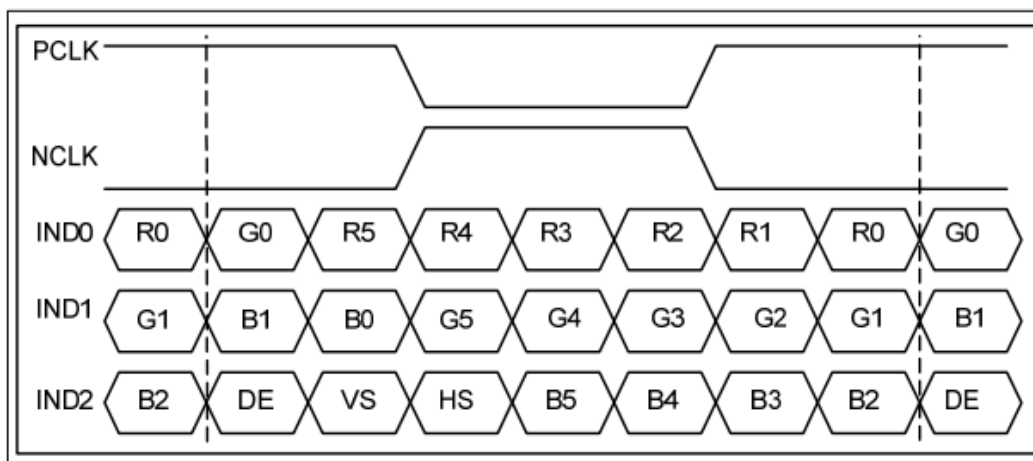 PCLK
NCLK
IND0 R0 G0 R5 R4 R3 R2 R1 R0 G0
IND1 G1 B1 B0 G5 G4 G3 G2 G1 B1
IND2 B2 DE VS HS B5 B4 B3 B2 DE